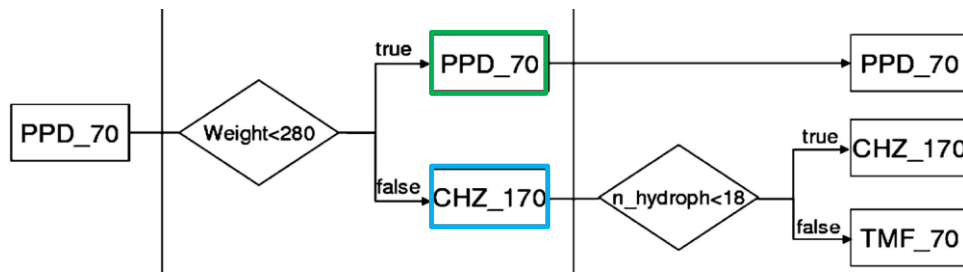 PPD_70
Weight<280
true
PPD_70
false
CHZ_170
n_hydroph<18
PPD_70
true
CHZ_170
false
TMF_70